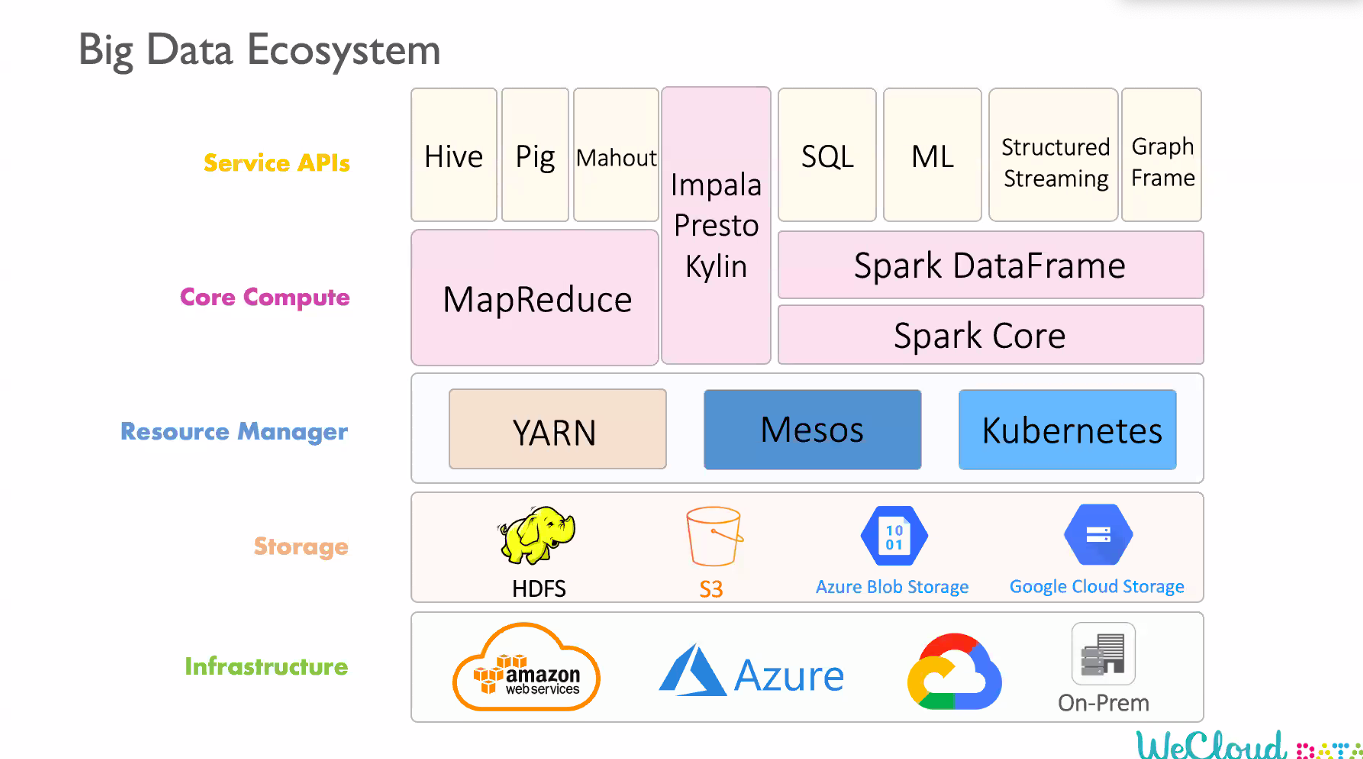 Big Data Ecosystem
Service APIs
Hive
Pig
Mahout
Impala
Presto
Kylin
SQL
ML
Structured
Streaming
Graph
Frame
Core Compute
MapReduce
Spark DataFrame
Spark Core
Resource Manager
YARN
Mesos
Kubernetes
Storage
HDFS
S3
10
01
Azure Blob Storage
Google Cloud Storage
Infrastructure
amazon
web services
Azure
On-Prem
WeCloud DATA